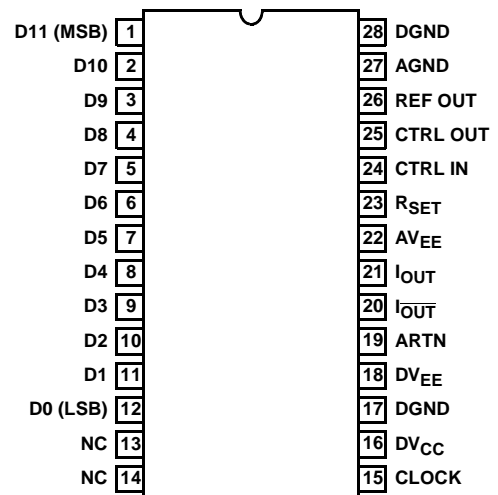 D11 (MSB) 1 28 DGND
D10 2 27 AGND
D9 3 26 REF OUT
D8 4 25 CTRL OUT
D7 5 24 CTRL IN
D6 6 23 RSET
D5 7 22 AVEE
D4 8 21 IOUT
D3 9 20 I̅O̅U̅T̅
D2 10 19 ARTN
D1 11 18 DVEE
D0 (LSB) 12 17 DGND
NC 13 16 DVCC
NC 14 15 CLOCK